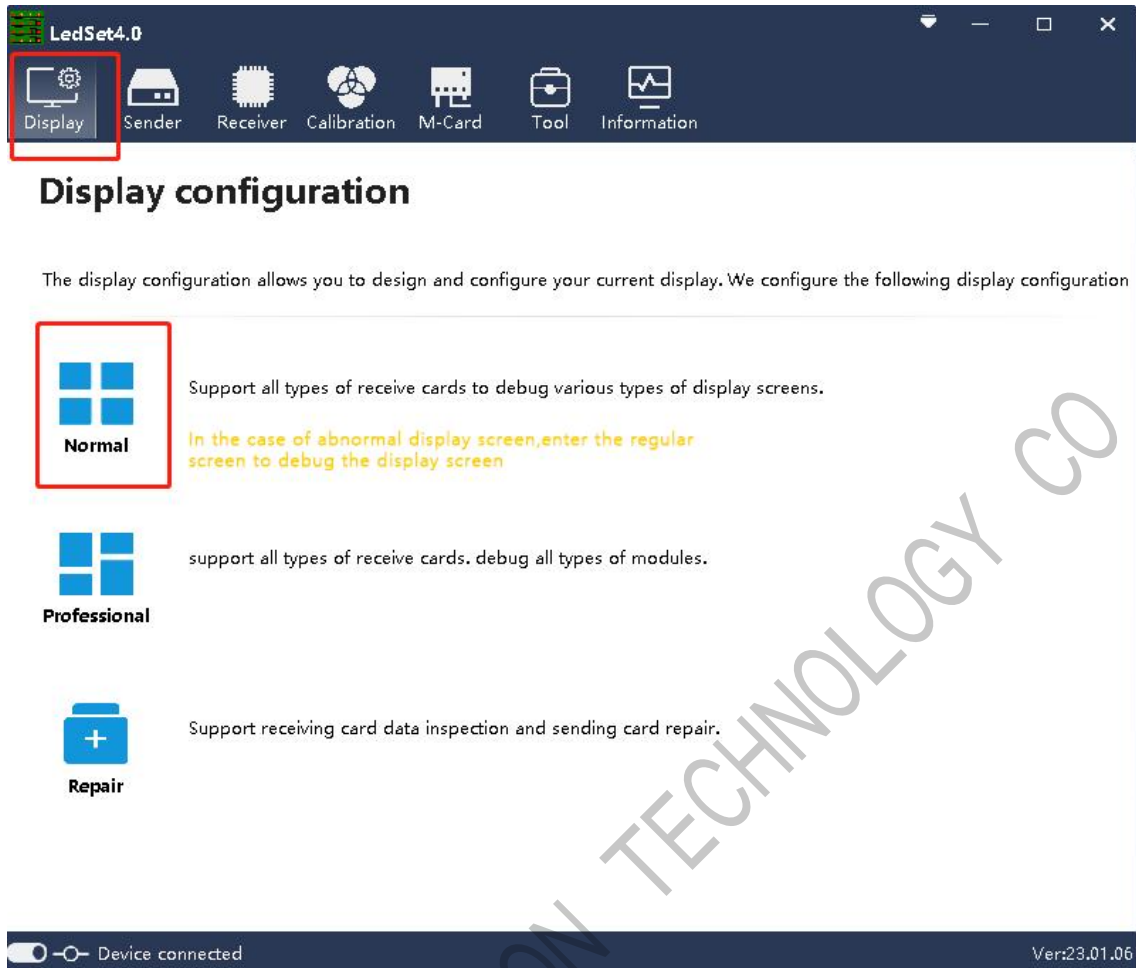 LedSet4.0
Display Sender Receiver Calibration M-Card Tool Information
Display configuration
The display configuration allows you to design and configure your current display. We configure the following display configuration
Support all types of receive cards to debug various types of display screens.
Normal
In the case of abnormal display screen,enter the regular
screen to debug the display screen
support all types of receive cards. debug all types of modules.
Professional
Support receiving card data inspection and sending card repair.
Repair
Device connected
Ver:23.01.06
ON TECHNOLOGY CO